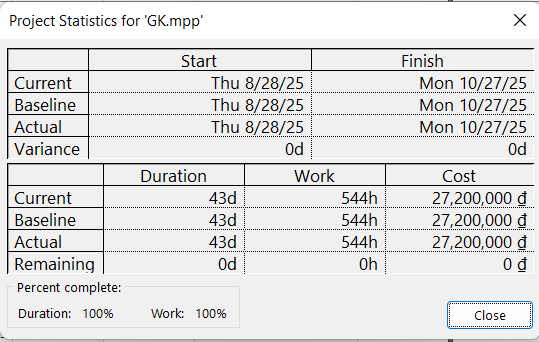 Project Statistics for 'GK.mpp'
Start Finish
Current Thu 8/28/25 Mon 10/27/25
Baseline Thu 8/28/25 Mon 10/27/25
Actual Thu 8/28/25 Mon 10/27/25
Variance 0d 0d
Duration Work Cost
Current 43d 544h 27,200,000 ₫
Baseline 43d 544h 27,200,000 ₫
Actual 43d 544h 27,200,000 ₫
Remaining 0d 0h 0 ₫
Percent complete:
Duration: 100% Work: 100%
Close